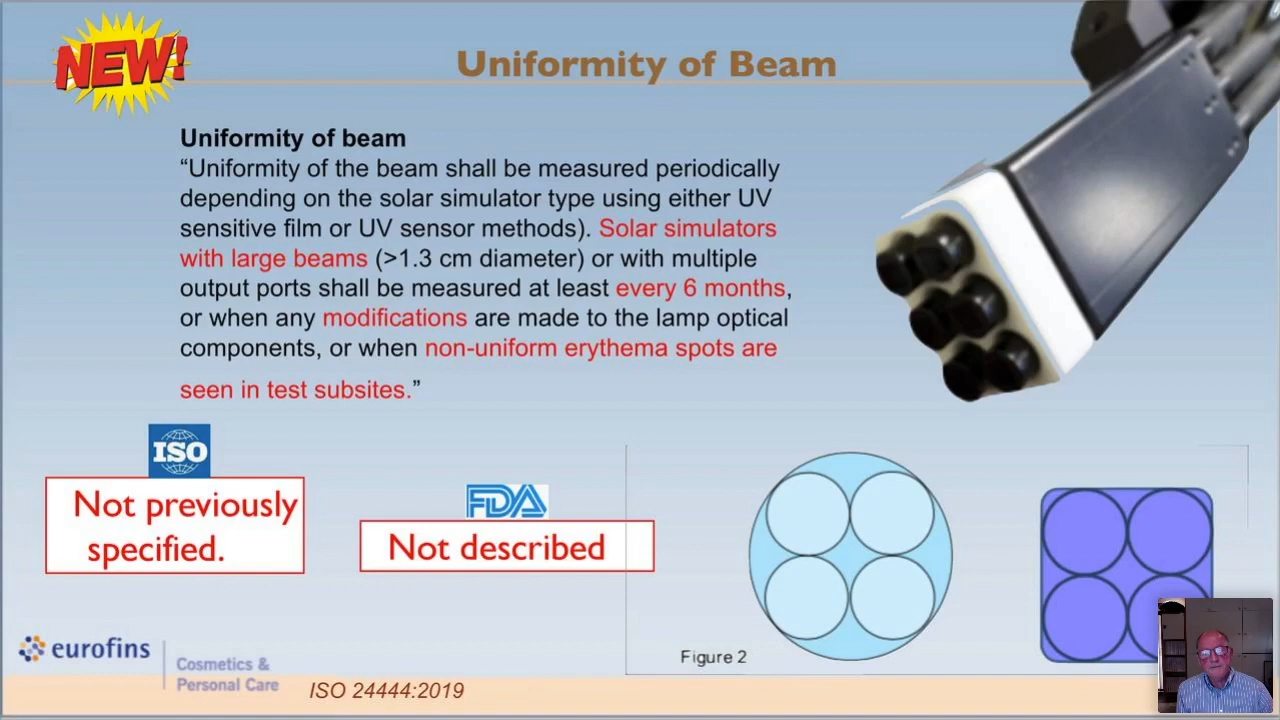 NEW!
Uniformity of Beam
Uniformity of beam
“Uniformity of the beam shall be measured periodically
depending on the solar simulator type using either UV
sensitive film or UV sensor methods). Solar simulators
with large beams (>1.3 cm diameter) or with multiple
output ports shall be measured at least every 6 months,
or when any modifications are made to the lamp optical
components, or when non-uniform erythema spots are
seen in test subsites.”
ISO
Not previously
specified.
FDA
Not described
Figure 2
eurofins
Cosmetics &
Personal Care
ISO 24444:2019